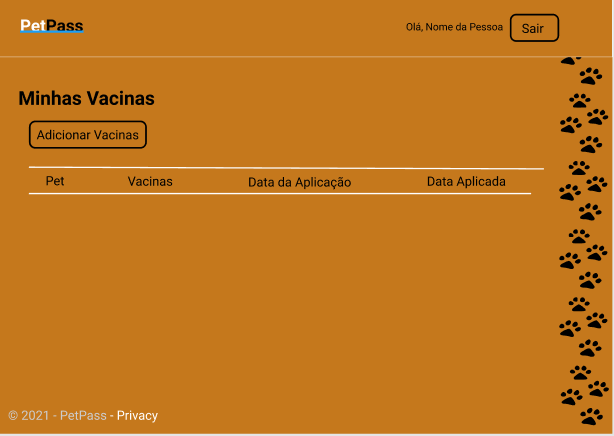 PetPass
Olá, Nome da Pessoa
Sair
Minhas Vacinas
Adicionar Vacinas
Pet Vacinas Data da Aplicação Data Aplicada
© 2021 - PetPass - Privacy